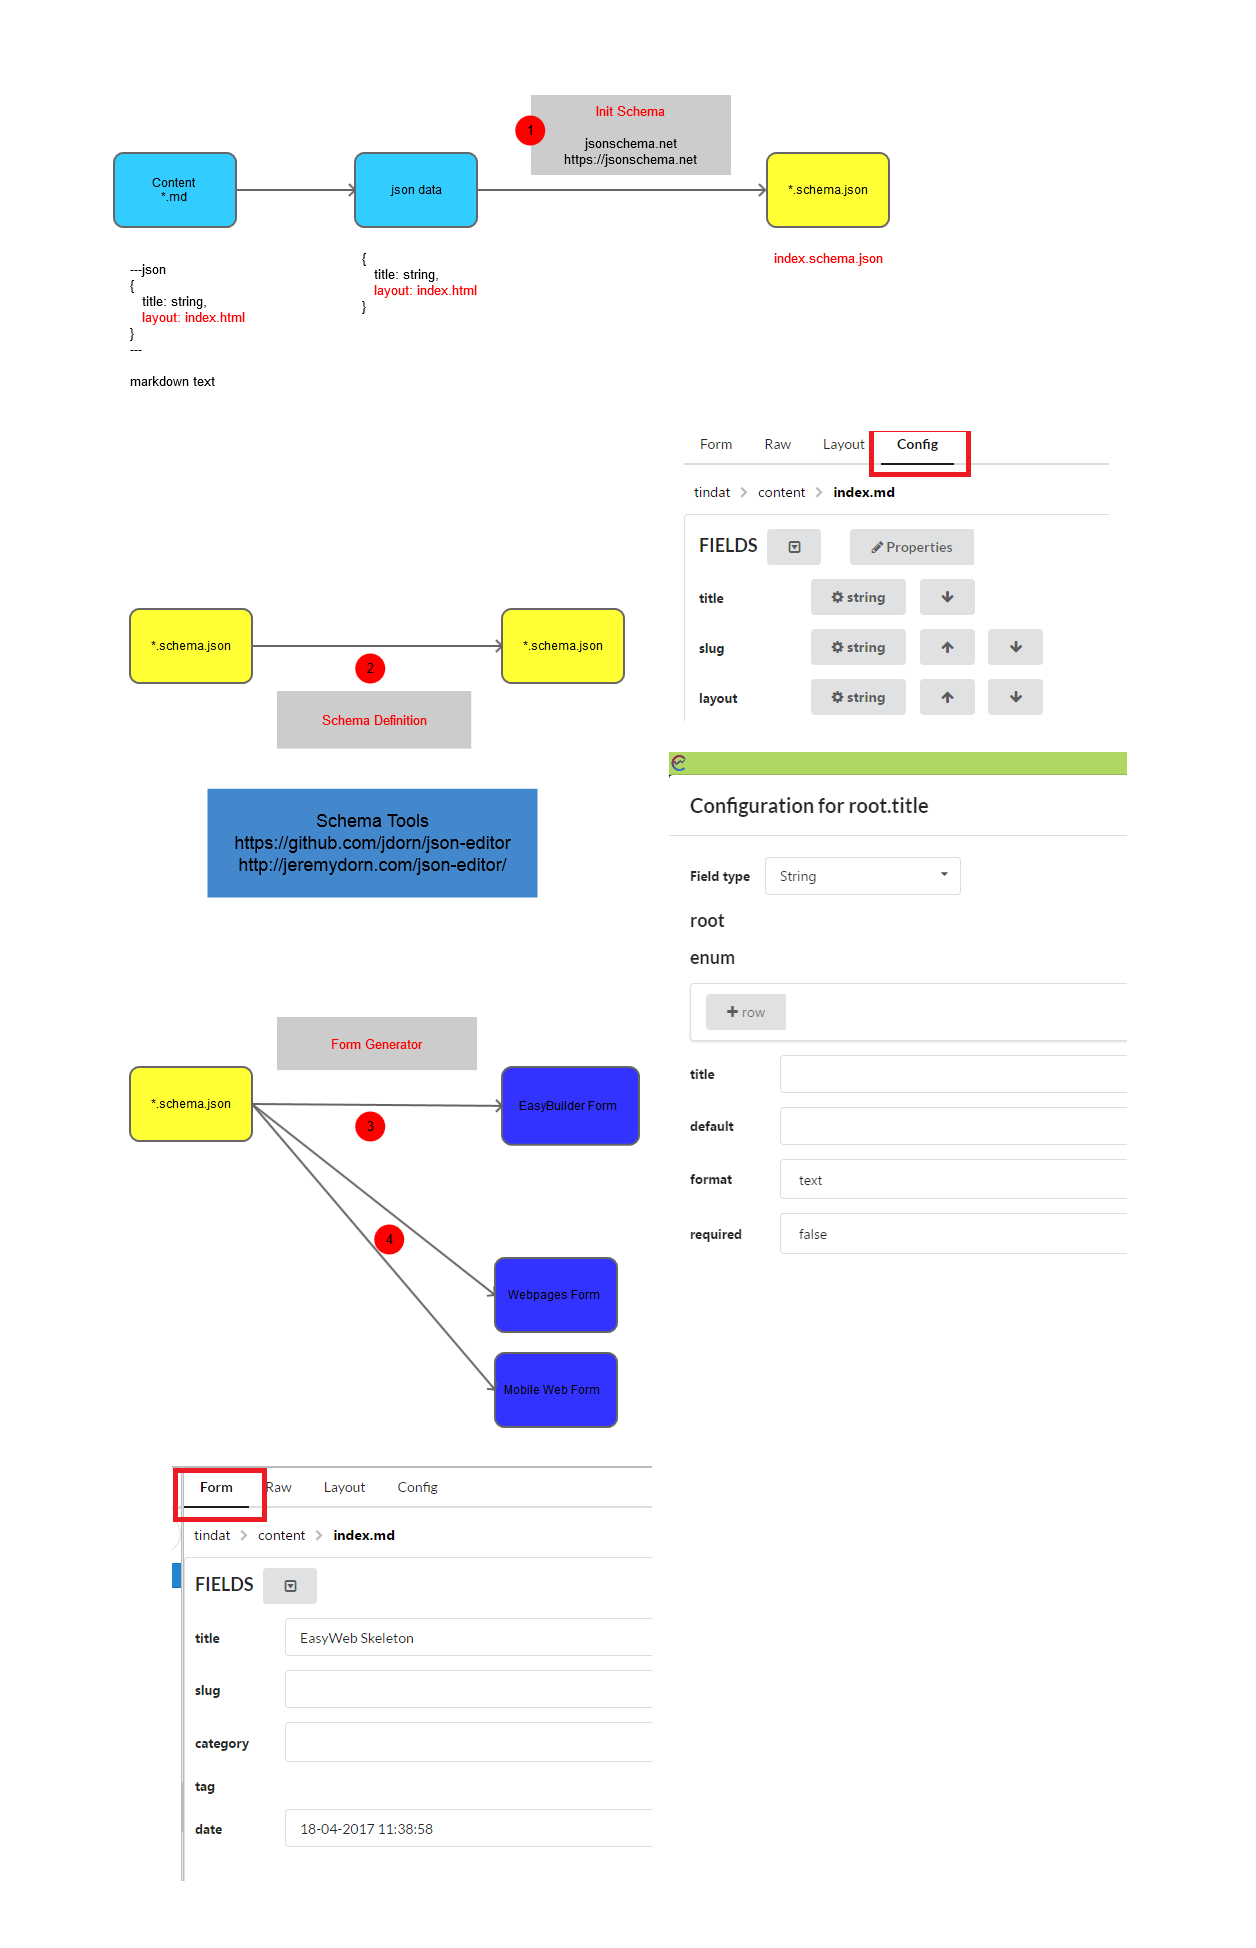 Init Schema
1
jsonschema.net
https://jsonschema.net
Content
*.md
json data
*.schema.json
---json
{
title: string,
layout: index.html
}
---
markdown text
{
title: string,
layout: index.html
}
index.schema.json
Form Raw Layout Config
tindat > content > index.md
FIELDS Properties
title string
slug string
layout string
*.schema.json
*.schema.json
2
Schema Definition
Schema Tools
https://github.com/jdorn/json-editor
http://jeremydorn.com/json-editor/
Configuration for root.title
Field type String
root
enum
row
title
default
format text
required false
Form Generator
*.schema.json
EasyBuilder Form
3
4
Webpages Form
Mobile Web Form
Form Raw Layout Config
tindat > content > index.md
FIELDS
title EasyWeb Skeleton
slug
category
tag
date 18-04-2017 11:38:58